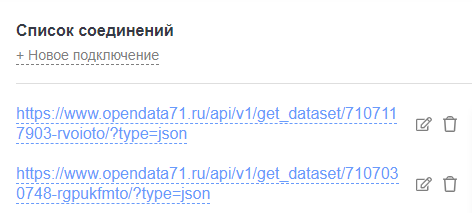 Список соединений
+ Новое подключение
https://www.opendata71.ru/api/v1/get_dataset/710711
7903-rvoioto/?type=json
https://www.opendata71.ru/api/v1/get_dataset/710703
0748-rgpukfmto/?type=json